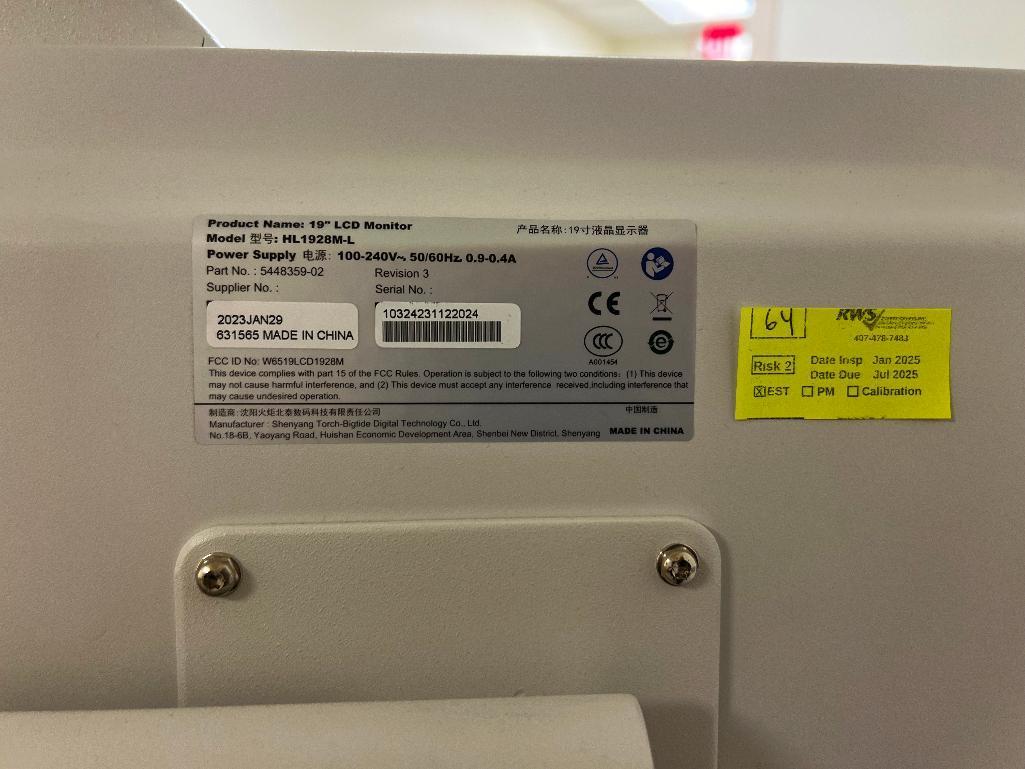 Product Name: 19" LCD Monitor
产品名称:19寸液晶显示器
Model 型号: HL1928M-L
Power Supply 电源: 100-240V~, 50/60Hz, 0.9-0.4A
Part No. : 5448359-02
Revision 3
Supplier No. :
Serial No. :
2023JAN29
631565 MADE IN CHINA
10324231122024
CE
CCC
A001454
e
FCC ID No: W6519LCD1928M
This device complies with part 15 of the FCC Rules. Operation is subject to the following two conditions: (1) This device
may not cause harmful interference, and (2) This device must accept any interference received,including interference that
may cause undesired operation.
制造商:沈阳火炬北泰数码科技有限责任公司
中国制造
Manufacturer : Shenyang Torch-Bigtide Digital Technology Co., Ltd.
No.18-6B, Yaoyang Road, Huishan Economic Development Area, Shenbei New District, Shenyang
MADE IN CHINA
64
RWS
407-478-7483
Risk 2
Date Insp Jan 2025
Date Due Jul 2025
EST PM Calibration